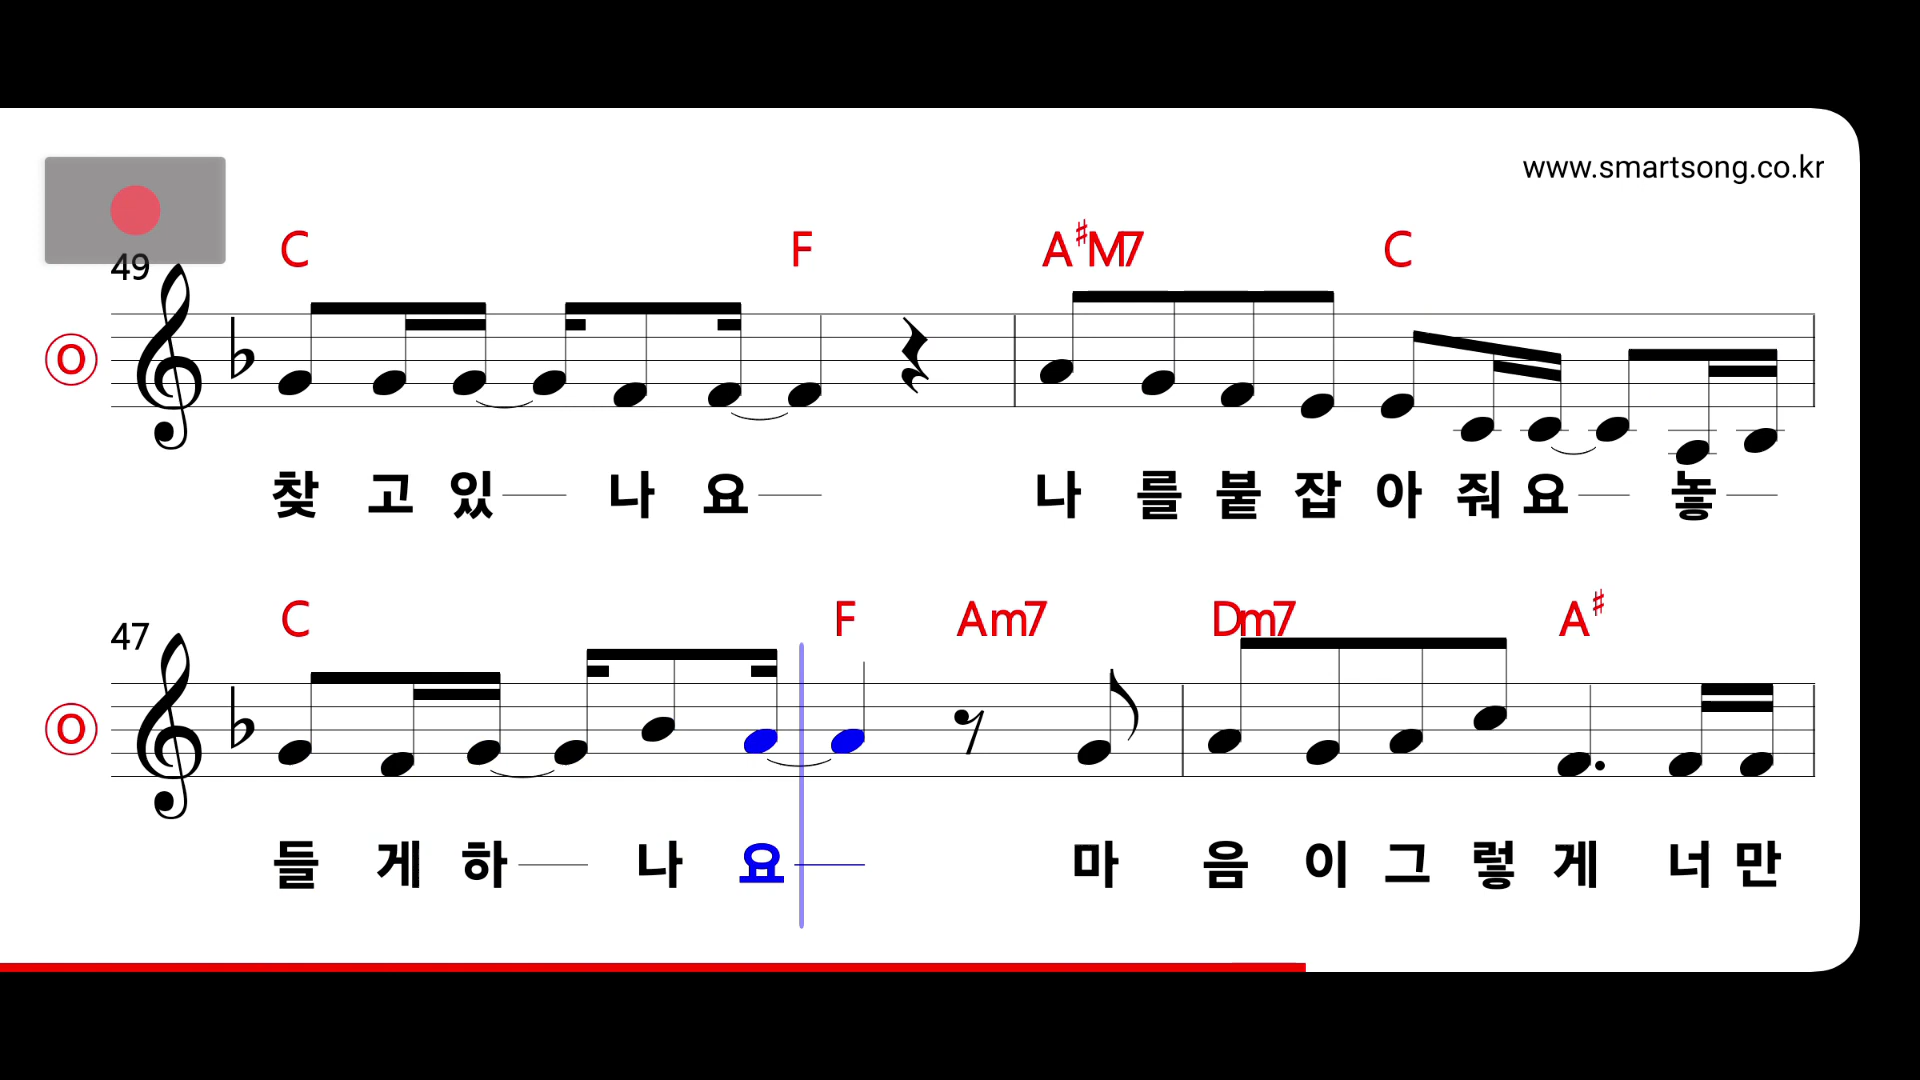 www.smartsong.co.kr
C F A♯M7 C
49
O
찾 고 있 나 요 나 를 붙 잡 아 줘 요 놓
C F Am7 Dm7 A♯
47
O
들 게 하 나 요 마 음 이 그 렇 게 너 만